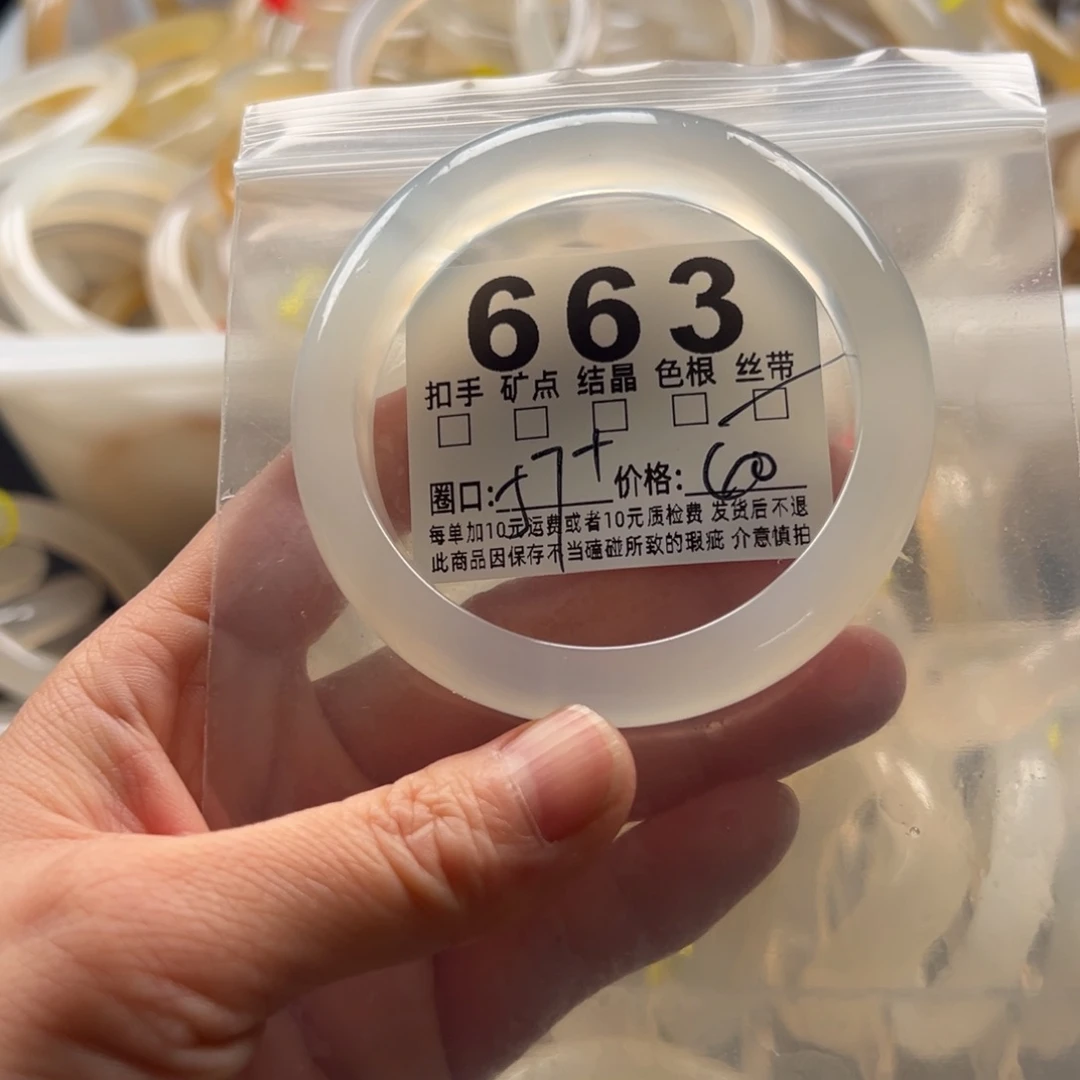 663
扣手 矿点 结晶 色根 丝带
□ □ □ □ □
圈口: 57+ 价格: 60
每单加10元运费或者10元质检费 发货后不退
此商品因保存不当磕碰所致的瑕疵 介意慎拍